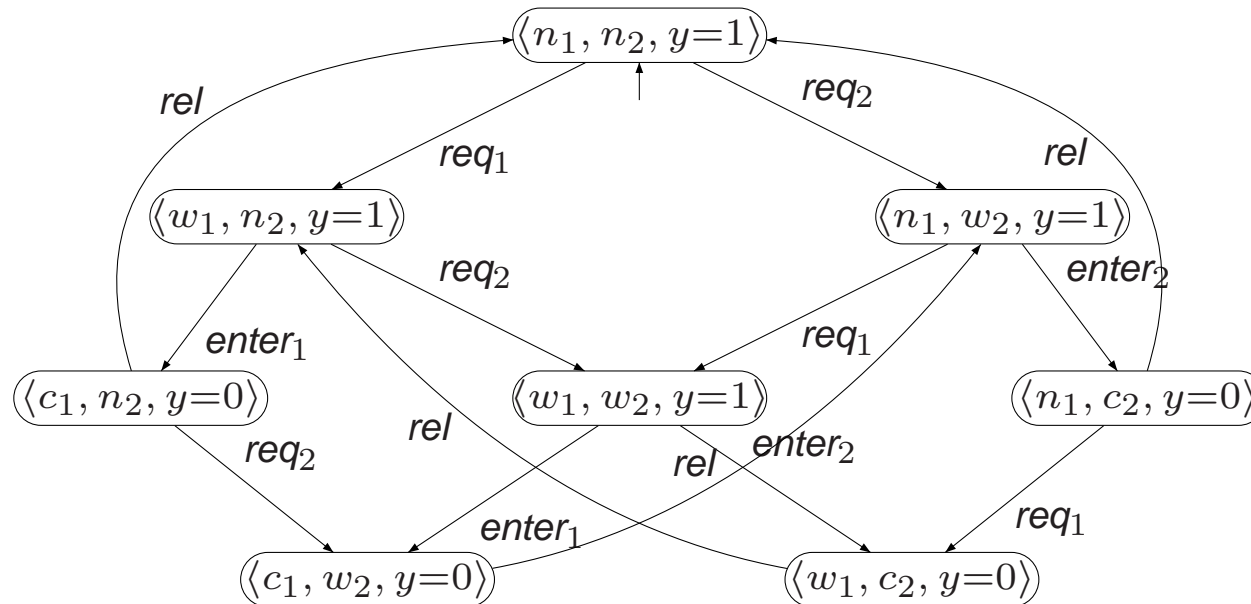 ⟨n₁, n₂, y=1⟩
rel
req₂
req₁
rel
⟨w₁, n₂, y=1⟩
⟨n₁, w₂, y=1⟩
req₂
enter₂
enter₁
req₁
⟨c₁, n₂, y=0⟩
⟨w₁, w₂, y=1⟩
⟨n₁, c₂, y=0⟩
req₂
rel
rel
enter₂
enter₁
req₁
⟨c₁, w₂, y=0⟩
⟨w₁, c₂, y=0⟩